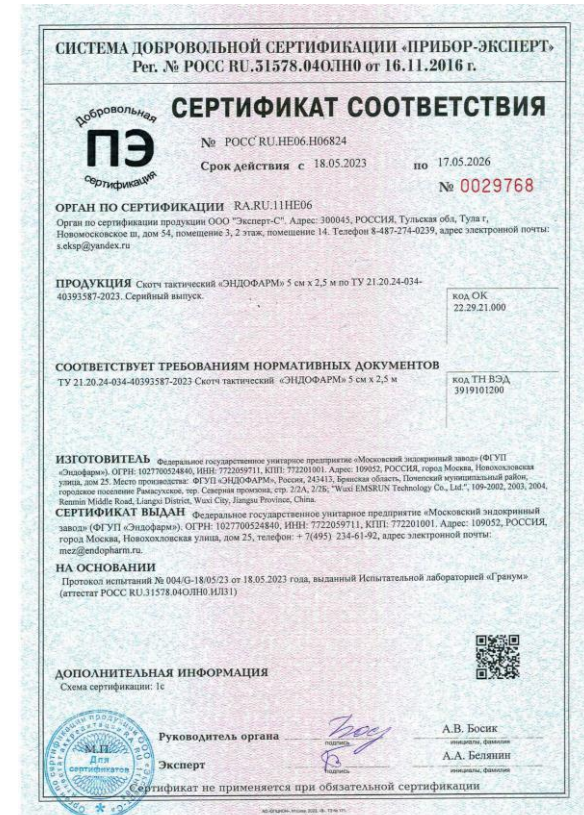 СИСТЕМА ДОБРОВОЛЬНОЙ СЕРТИФИКАЦИИ «ПРИБОР-ЭКСПЕРТ»
Рег. № РОСС RU.31578.04ОЛН0 от 16.11.2016 г.
Добровольная
ПЭ
сертификация
СЕРТИФИКАТ СООТВЕТСТВИЯ
№ РОСС RU.НЕ06.Н06824
Срок действия с 18.05.2023 по 17.05.2026
№ 0029768
ОРГАН ПО СЕРТИФИКАЦИИ RA.RU.11НЕ06
Орган по сертификации продукции ООО "Эксперт-С". Адрес: 300045, РОССИЯ, Тульская обл, Тула г,
Новомосковское ш, дом 54, помещение 3, 2 этаж, помещение 14. Телефон 8-487-274-0239, адрес электронной почты:
s.eksp@yandex.ru
ПРОДУКЦИЯ Скотч тактический «ЭНДОФАРМ» 5 см х 2,5 м по ТУ 21.20.24-034-
40393587-2023. Серийный выпуск.
код ОК
22.29.21.000
СООТВЕТСТВУЕТ ТРЕБОВАНИЯМ НОРМАТИВНЫХ ДОКУМЕНТОВ
ТУ 21.20.24-034-40393587-2023 Скотч тактический «ЭНДОФАРМ» 5 см х 2,5 м
код ТН ВЭД
3919101200
ИЗГОТОВИТЕЛЬ Федеральное государственное унитарное предприятие «Московский эндокринный завод» (ФГУП
«Эндофарм»). ОГРН: 1027700524840, ИНН: 7722059711, КПП: 772201001. Адрес: 109052, РОССИЯ, город Москва, Новохохловская
улица, дом 25. Место производства: ФГУП «ЭНДОФАРМ», Россия, 243413, Брянская область, Почепский муниципальный район,
городское поселение Рамасухское, тер. Северная промзона, стр. 2/2А, 2/2Б; "Wuxi EMSRUN Technology Co., Ltd.", 109-2002, 2003, 2004,
Renmin Middle Road, Liangxi District, Wuxi City, Jiangsu Province, China.
СЕРТИФИКАТ ВЫДАН Федеральное государственное унитарное предприятие «Московский эндокринный
завод» (ФГУП «Эндофарм»). ОГРН: 1027700524840, ИНН: 7722059711, КПП: 772201001. Адрес: 109052, РОССИЯ,
город Москва, Новохохловская улица, дом 25, телефон: + 7(495) 234-61-92, адрес электронной почты:
mez@endopharm.ru.
НА ОСНОВАНИИ
Протокол испытаний № 004/G-18/05/23 от 18.05.2023 года, выданный Испытательной лабораторией «Гранум»
(аттестат РОСС RU.31578.04ОЛН0.ИЛ31)
ДОПОЛНИТЕЛЬНАЯ ИНФОРМАЦИЯ
Схема сертификации: 1с
М.П.
Для
сертификатов
Руководитель органа
подпись
А.В. Босик
инициалы, фамилия
Эксперт
подпись
А.А. Белянин
инициалы, фамилия
Сертификат не применяется при обязательной сертификации